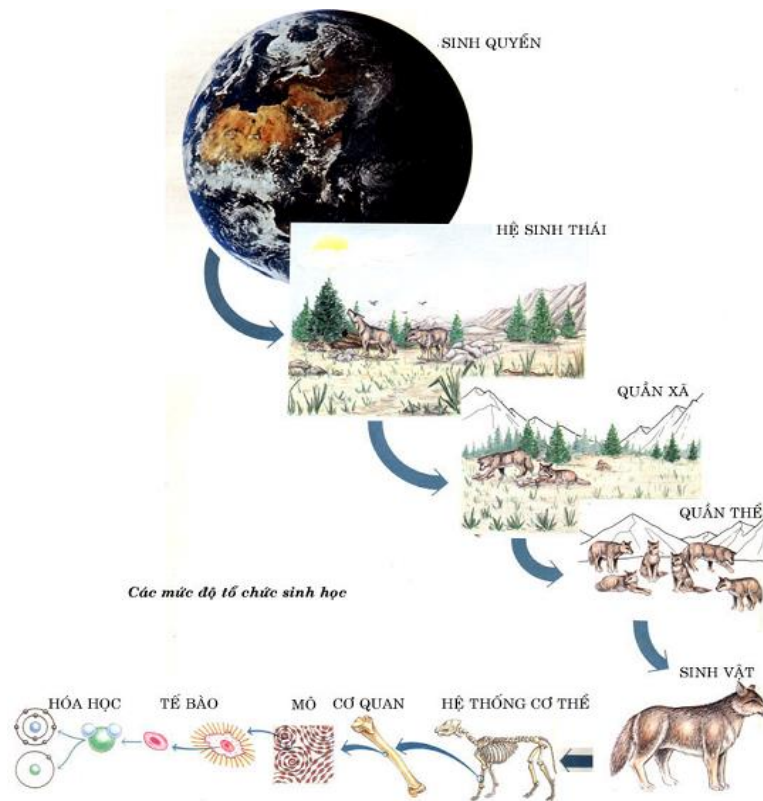 SINH QUYỂN
HỆ SINH THÁI
QUẦN XÃ
QUẦN THỂ
Các mức độ tổ chức sinh học
SINH VẬT
HÓA HỌC
TẾ BÀO
MÔ
CƠ QUAN
HỆ THỐNG CƠ THỂ